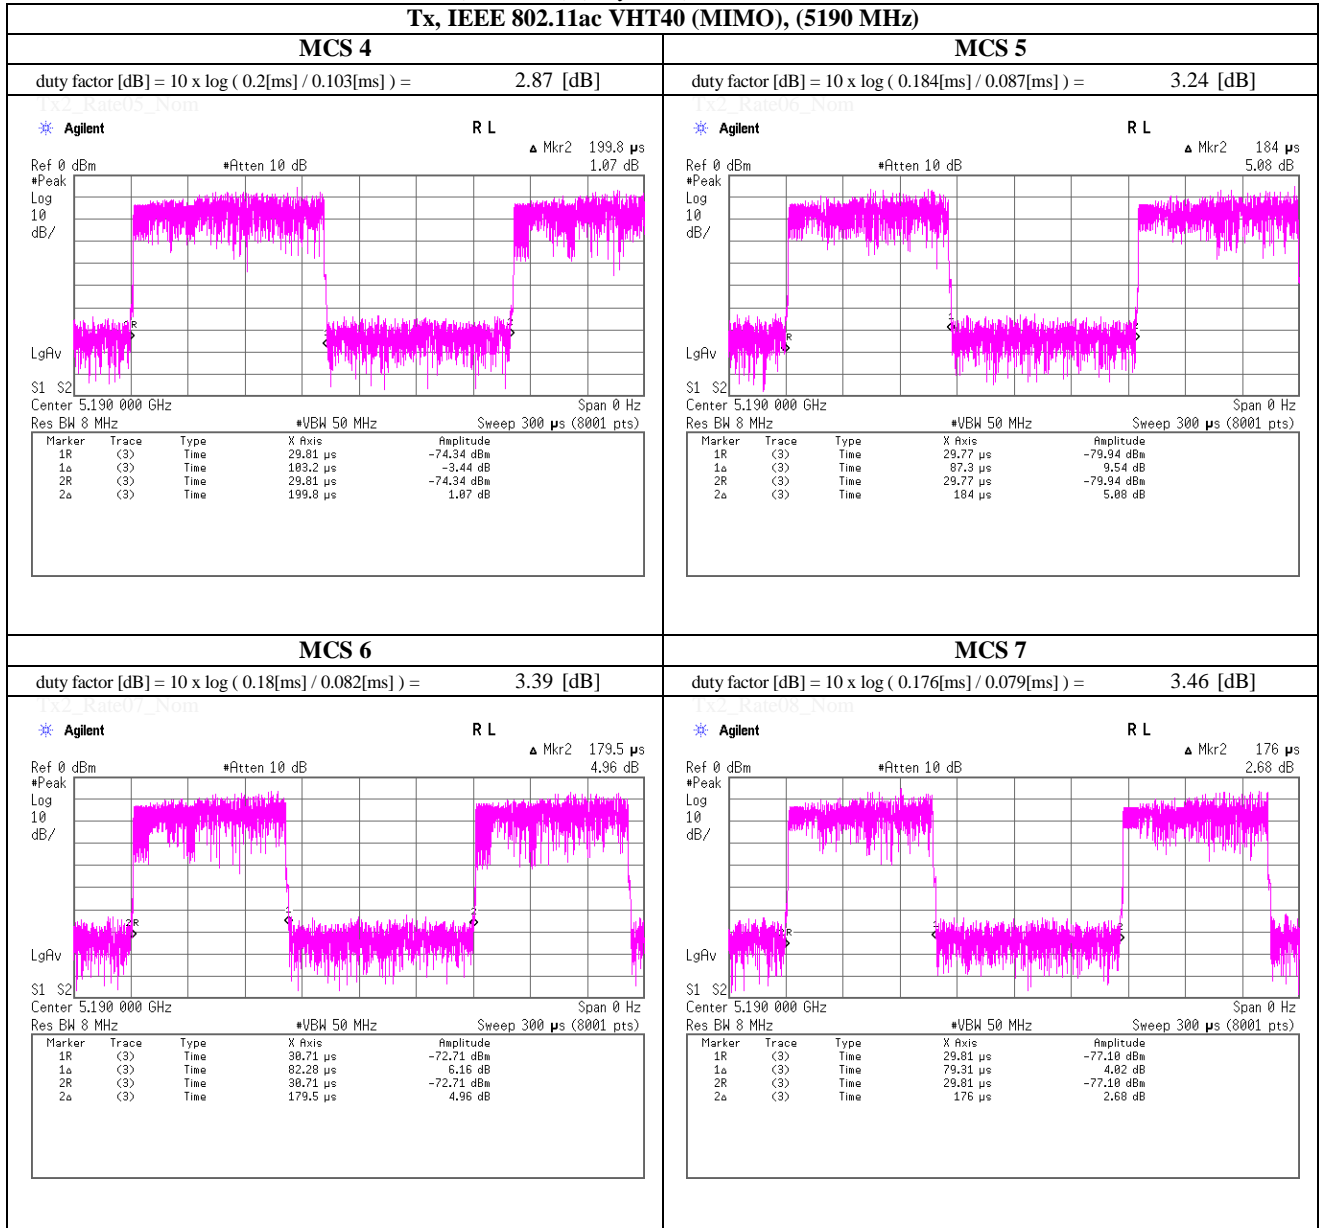 Tx, IEEE 802.11ac VHT40 (MIMO), (5190 MHz)
MCS 4
duty factor [dB] = 10 x log ( 0.2[ms] / 0.103[ms] ) = 2.87 [dB]
Tx2_Rate05_Nom
Agilent R L
Δ Mkr2 199.8 µs
Ref 0 dBm #Atten 10 dB 1.07 dB
#Peak
Log
10
dB/
LgAv
S1 S2
Center 5.190 000 GHz Span 0 Hz
Res BW 8 MHz #VBW 50 MHz Sweep 300 µs (8001 pts)
Marker Trace Type X Axis Amplitude
1R (3) Time 29.81 µs -74.34 dBm
1Δ (3) Time 103.2 µs -3.44 dB
2R (3) Time 29.81 µs -74.34 dBm
2Δ (3) Time 199.8 µs 1.07 dB
MCS 5
duty factor [dB] = 10 x log ( 0.184[ms] / 0.087[ms] ) = 3.24 [dB]
Tx2_Rate06_Nom
Agilent R L
Δ Mkr2 184 µs
Ref 0 dBm #Atten 10 dB 5.08 dB
#Peak
Log
10
dB/
LgAv
S1 S2
Center 5.190 000 GHz Span 0 Hz
Res BW 8 MHz #VBW 50 MHz Sweep 300 µs (8001 pts)
Marker Trace Type X Axis Amplitude
1R (3) Time 29.77 µs -79.94 dBm
1Δ (3) Time 87.3 µs 9.54 dB
2R (3) Time 29.77 µs -79.94 dBm
2Δ (3) Time 184 µs 5.08 dB
MCS 6
duty factor [dB] = 10 x log ( 0.18[ms] / 0.082[ms] ) = 3.39 [dB]
Tx2_Rate07_Nom
Agilent R L
Δ Mkr2 179.5 µs
Ref 0 dBm #Atten 10 dB 4.96 dB
#Peak
Log
10
dB/
LgAv
S1 S2
Center 5.190 000 GHz Span 0 Hz
Res BW 8 MHz #VBW 50 MHz Sweep 300 µs (8001 pts)
Marker Trace Type X Axis Amplitude
1R (3) Time 30.71 µs -72.71 dBm
1Δ (3) Time 82.28 µs 6.16 dB
2R (3) Time 30.71 µs -72.71 dBm
2Δ (3) Time 179.5 µs 4.96 dB
MCS 7
duty factor [dB] = 10 x log ( 0.176[ms] / 0.079[ms] ) = 3.46 [dB]
Tx2_Rate08_Nom
Agilent R L
Δ Mkr2 176 µs
Ref 0 dBm #Atten 10 dB 2.68 dB
#Peak
Log
10
dB/
LgAv
S1 S2
Center 5.190 000 GHz Span 0 Hz
Res BW 8 MHz #VBW 50 MHz Sweep 300 µs (8001 pts)
Marker Trace Type X Axis Amplitude
1R (3) Time 29.81 µs -77.10 dBm
1Δ (3) Time 79.31 µs 4.02 dB
2R (3) Time 29.81 µs -77.10 dBm
2Δ (3) Time 176 µs 2.68 dB